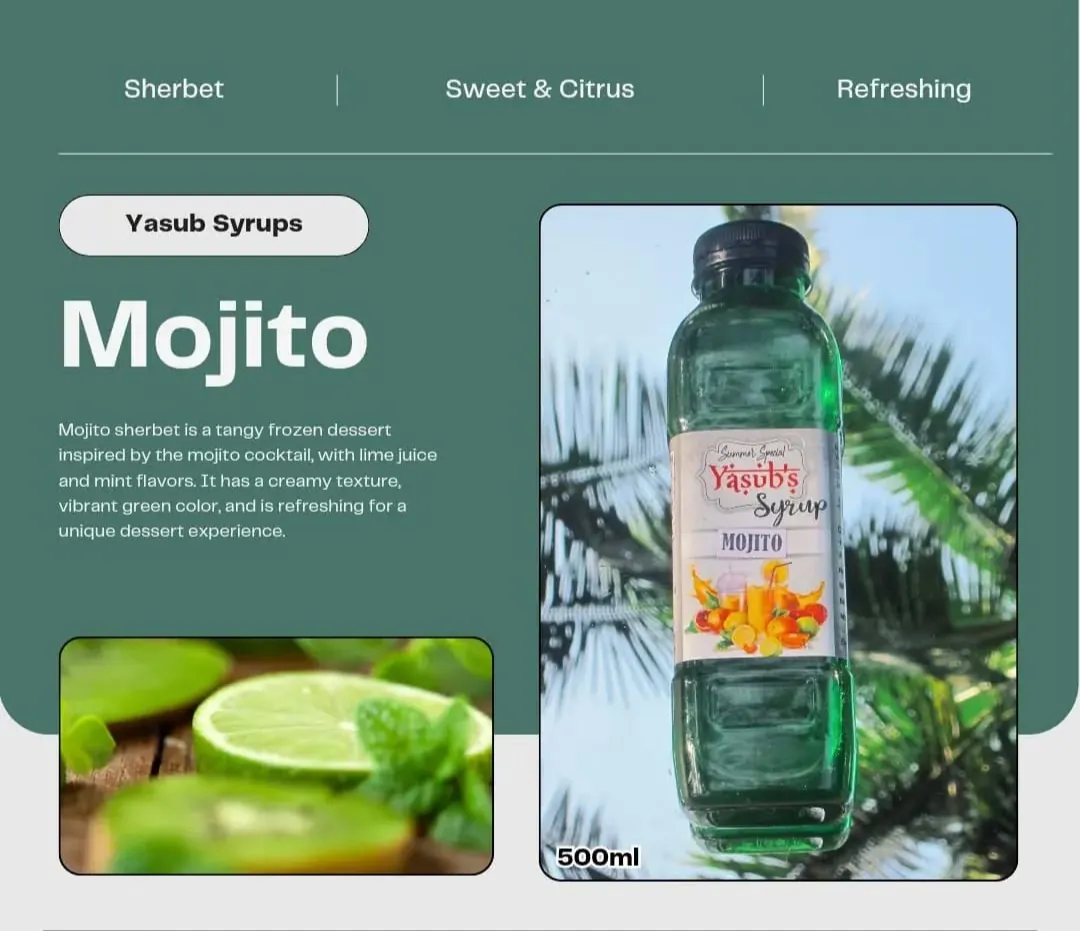 Sherbet
Sweet & Citrus
Refreshing
Yasub Syrups
Mojito
Mojito sherbet is a tangy frozen dessert
inspired by the mojito cocktail, with lime juice
and mint flavors. It has a creamy texture,
vibrant green color, and is refreshing for a
unique dessert experience.
Summer Special
Yasub's
Syrup
MOJITO
500ml